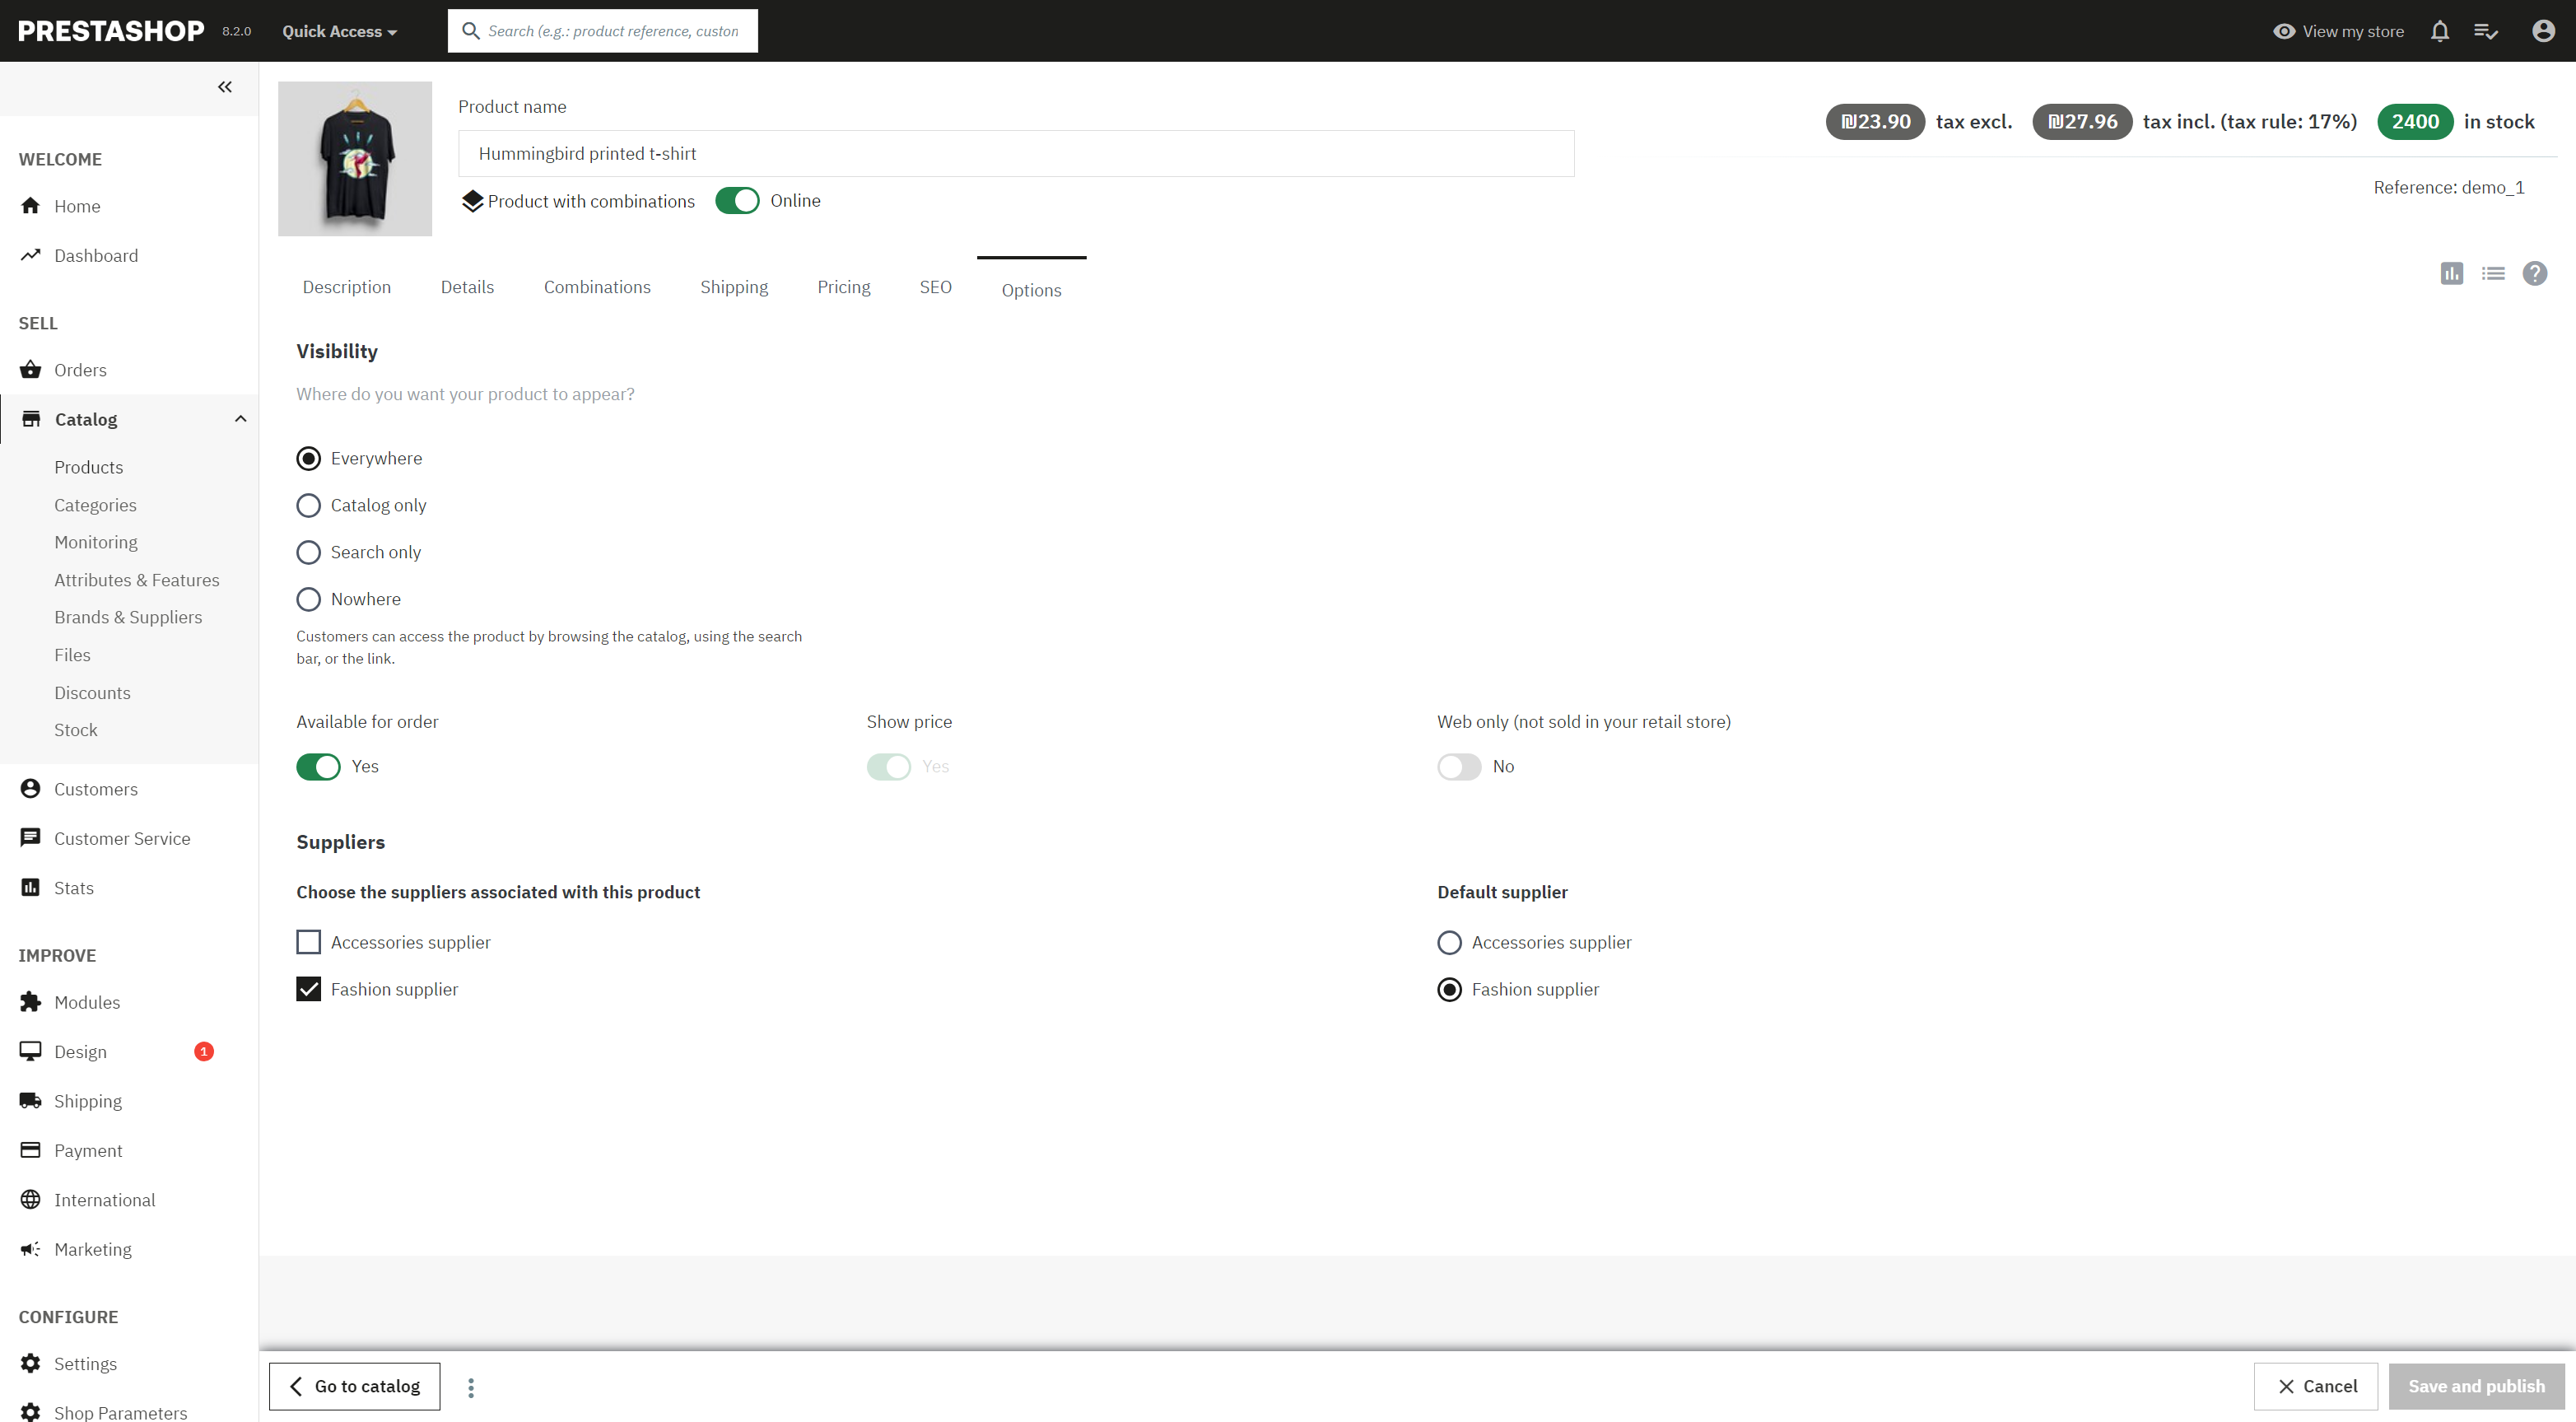 PRESTASHOP 8.2.0 Quick Access Search (e.g.: product reference, custon View my store
WELCOME
Home
Dashboard
SELL
Orders
Catalog
Products
Categories
Monitoring
Attributes & Features
Brands & Suppliers
Files
Discounts
Stock
Customers
Customer Service
Stats
IMPROVE
Modules
Design 1
Shipping
Payment
International
Marketing
CONFIGURE
Settings
Shop Parameters
Product name
Hummingbird printed t-shirt
Product with combinations Online
₪23.90 tax excl. ₪27.96 tax incl. (tax rule: 17%) 2400 in stock
Reference: demo_1
Description Details Combinations Shipping Pricing SEO Options
Visibility
Where do you want your product to appear?
Everywhere
Catalog only
Search only
Nowhere
Customers can access the product by browsing the catalog, using the search
bar, or the link.
Available for order Show price Web only (not sold in your retail store)
Yes Yes No
Suppliers
Choose the suppliers associated with this product Default supplier
Accessories supplier Accessories supplier
Fashion supplier Fashion supplier
Go to catalog Cancel Save and publish